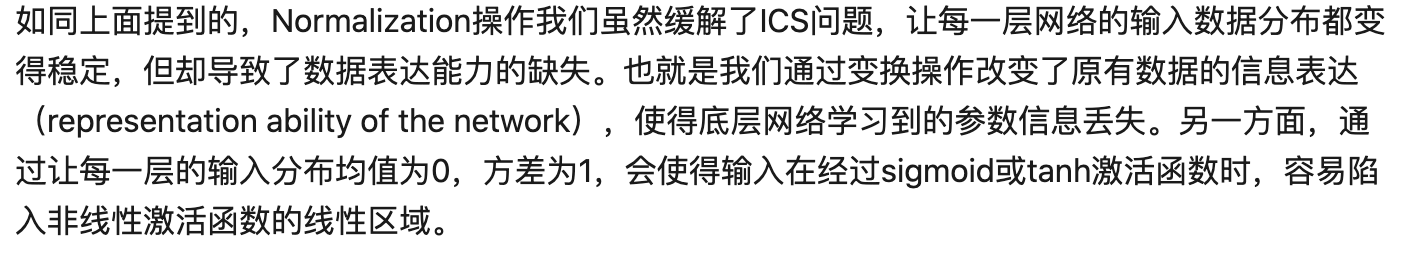 如同上面提到的，Normalization操作我们虽然缓解了ICS问题，让每一层网络的输入数据分布都变
得稳定，但却导致了数据表达能力的缺失。也就是我们通过变换操作改变了原有数据的信息表达
（representation ability of the network），使得底层网络学习到的参数信息丢失。另一方面，通
过让每一层的输入分布均值为0，方差为1，会使得输入在经过sigmoid或tanh激活函数时，容易陷
入非线性激活函数的线性区域。